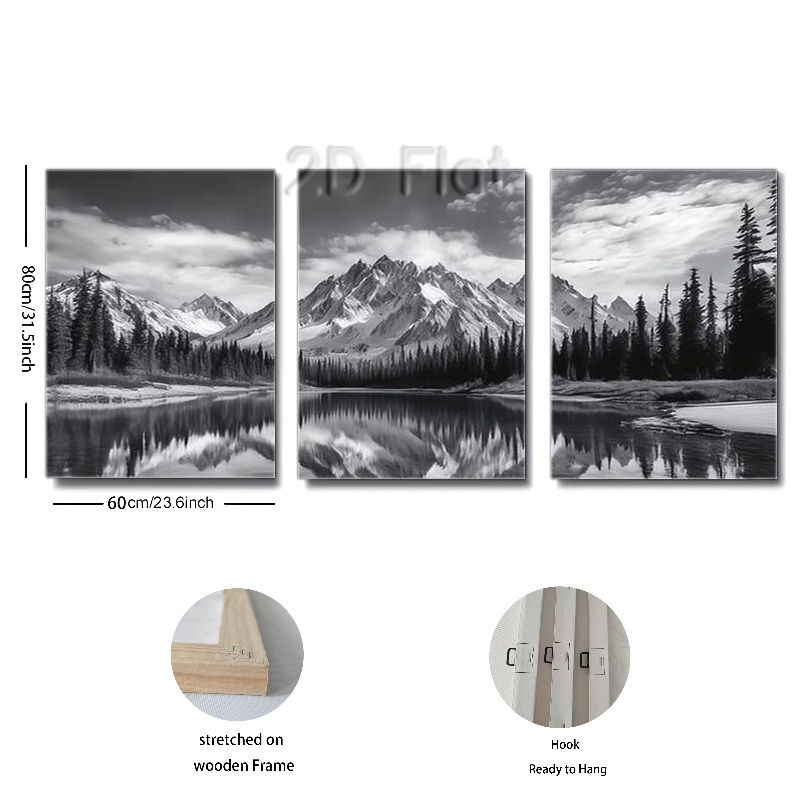 2D Flat
80cm/31.5inch
60cm/23.6inch
stretched on
wooden Frame
Hook
Ready to Hang